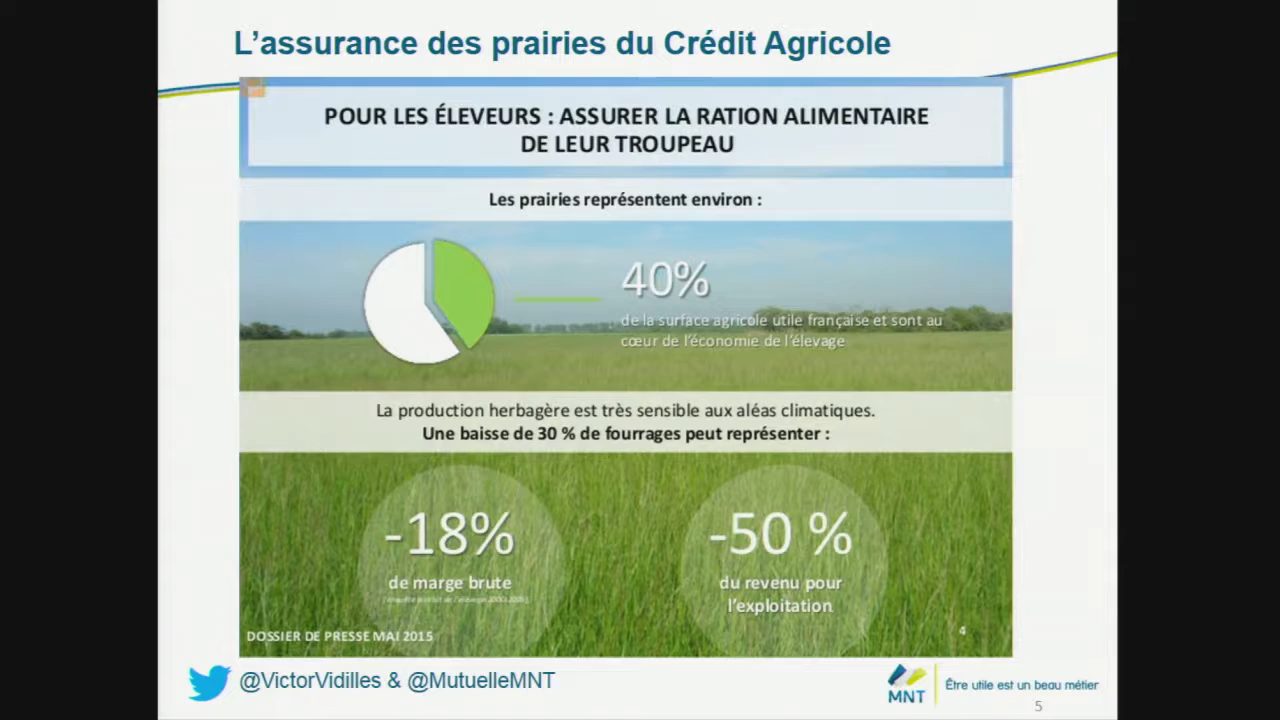 L’assurance des prairies du Crédit Agricole
POUR LES ÉLEVEURS : ASSURER LA RATION ALIMENTAIRE
DE LEUR TROUPEAU
Les prairies représentent environ :
40%
de la surface agricole utile française et sont au
cœur de l’économie de l’élevage
La production herbagère est très sensible aux aléas climatiques.
Une baisse de 30 % de fourrages peut représenter :
-18%
de marge brute
-50 %
du revenu pour
l’exploitation
DOSSIER DE PRESSE MAI 2015
4
@VictorVidilles & @MutuelleMNT
MNT
Être utile est un beau métier
5